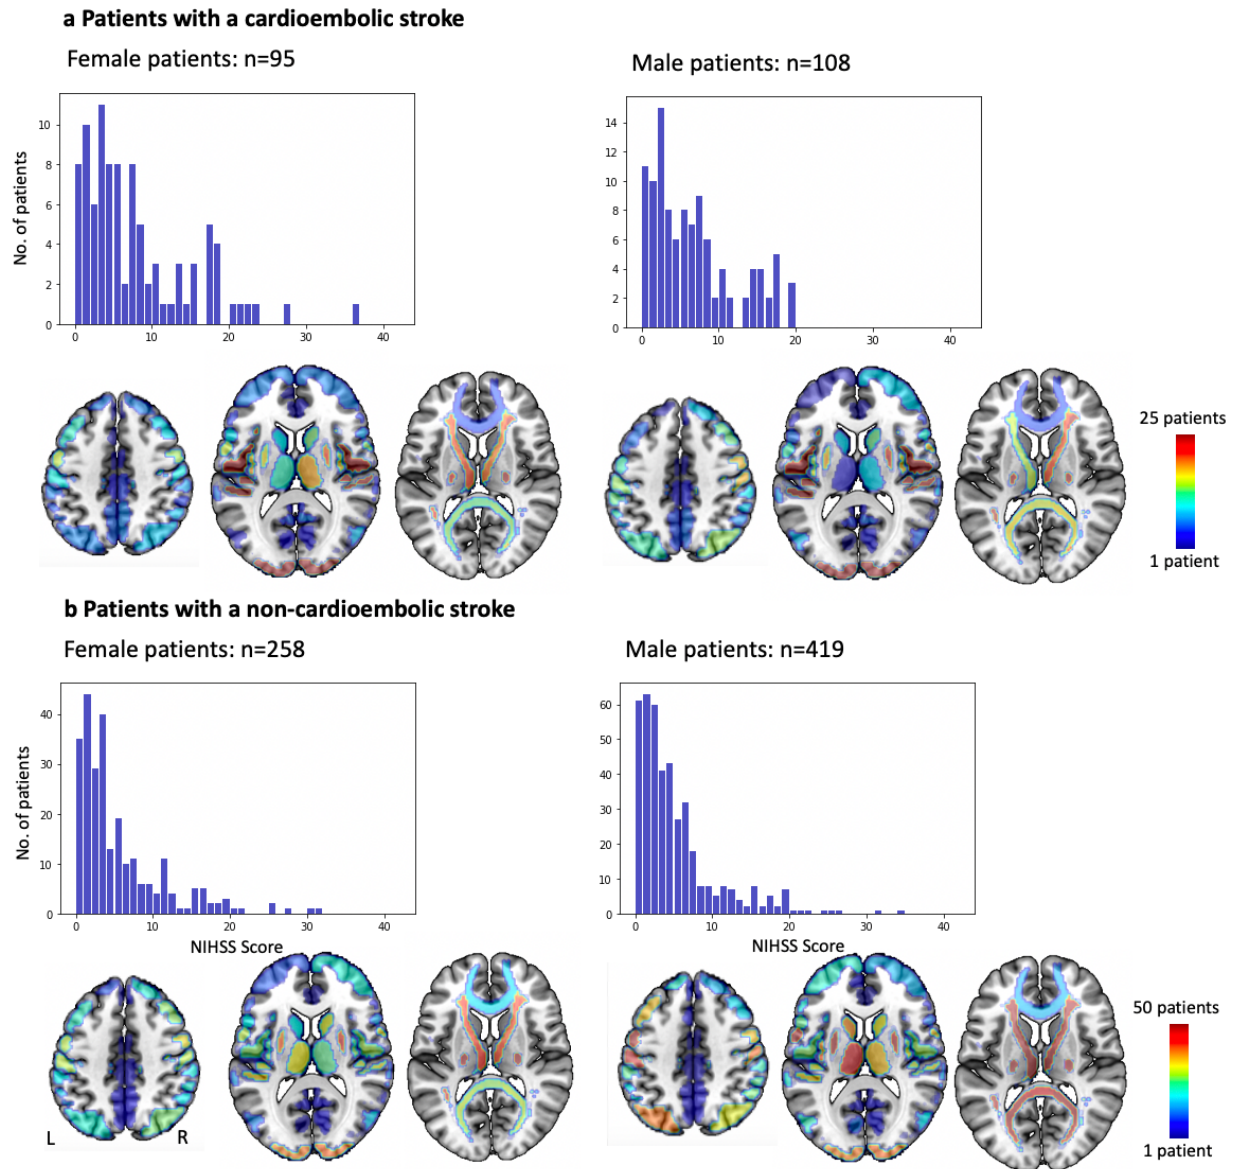 a Patients with a cardioembolic stroke
Female patients: n=95
Male patients: n=108
No. of patients
10
8
6
4
2
0
0 10 20 30 40
14
12
10
8
6
4
2
0
0 10 20 30 40
25 patients
1 patient
b Patients with a non-cardioembolic stroke
Female patients: n=258
Male patients: n=419
No. of patients
40
30
20
10
0
0 10 20 30 40
NIHSS Score
60
50
40
30
20
10
0
0 10 20 30 40
NIHSS Score
L R
50 patients
1 patient